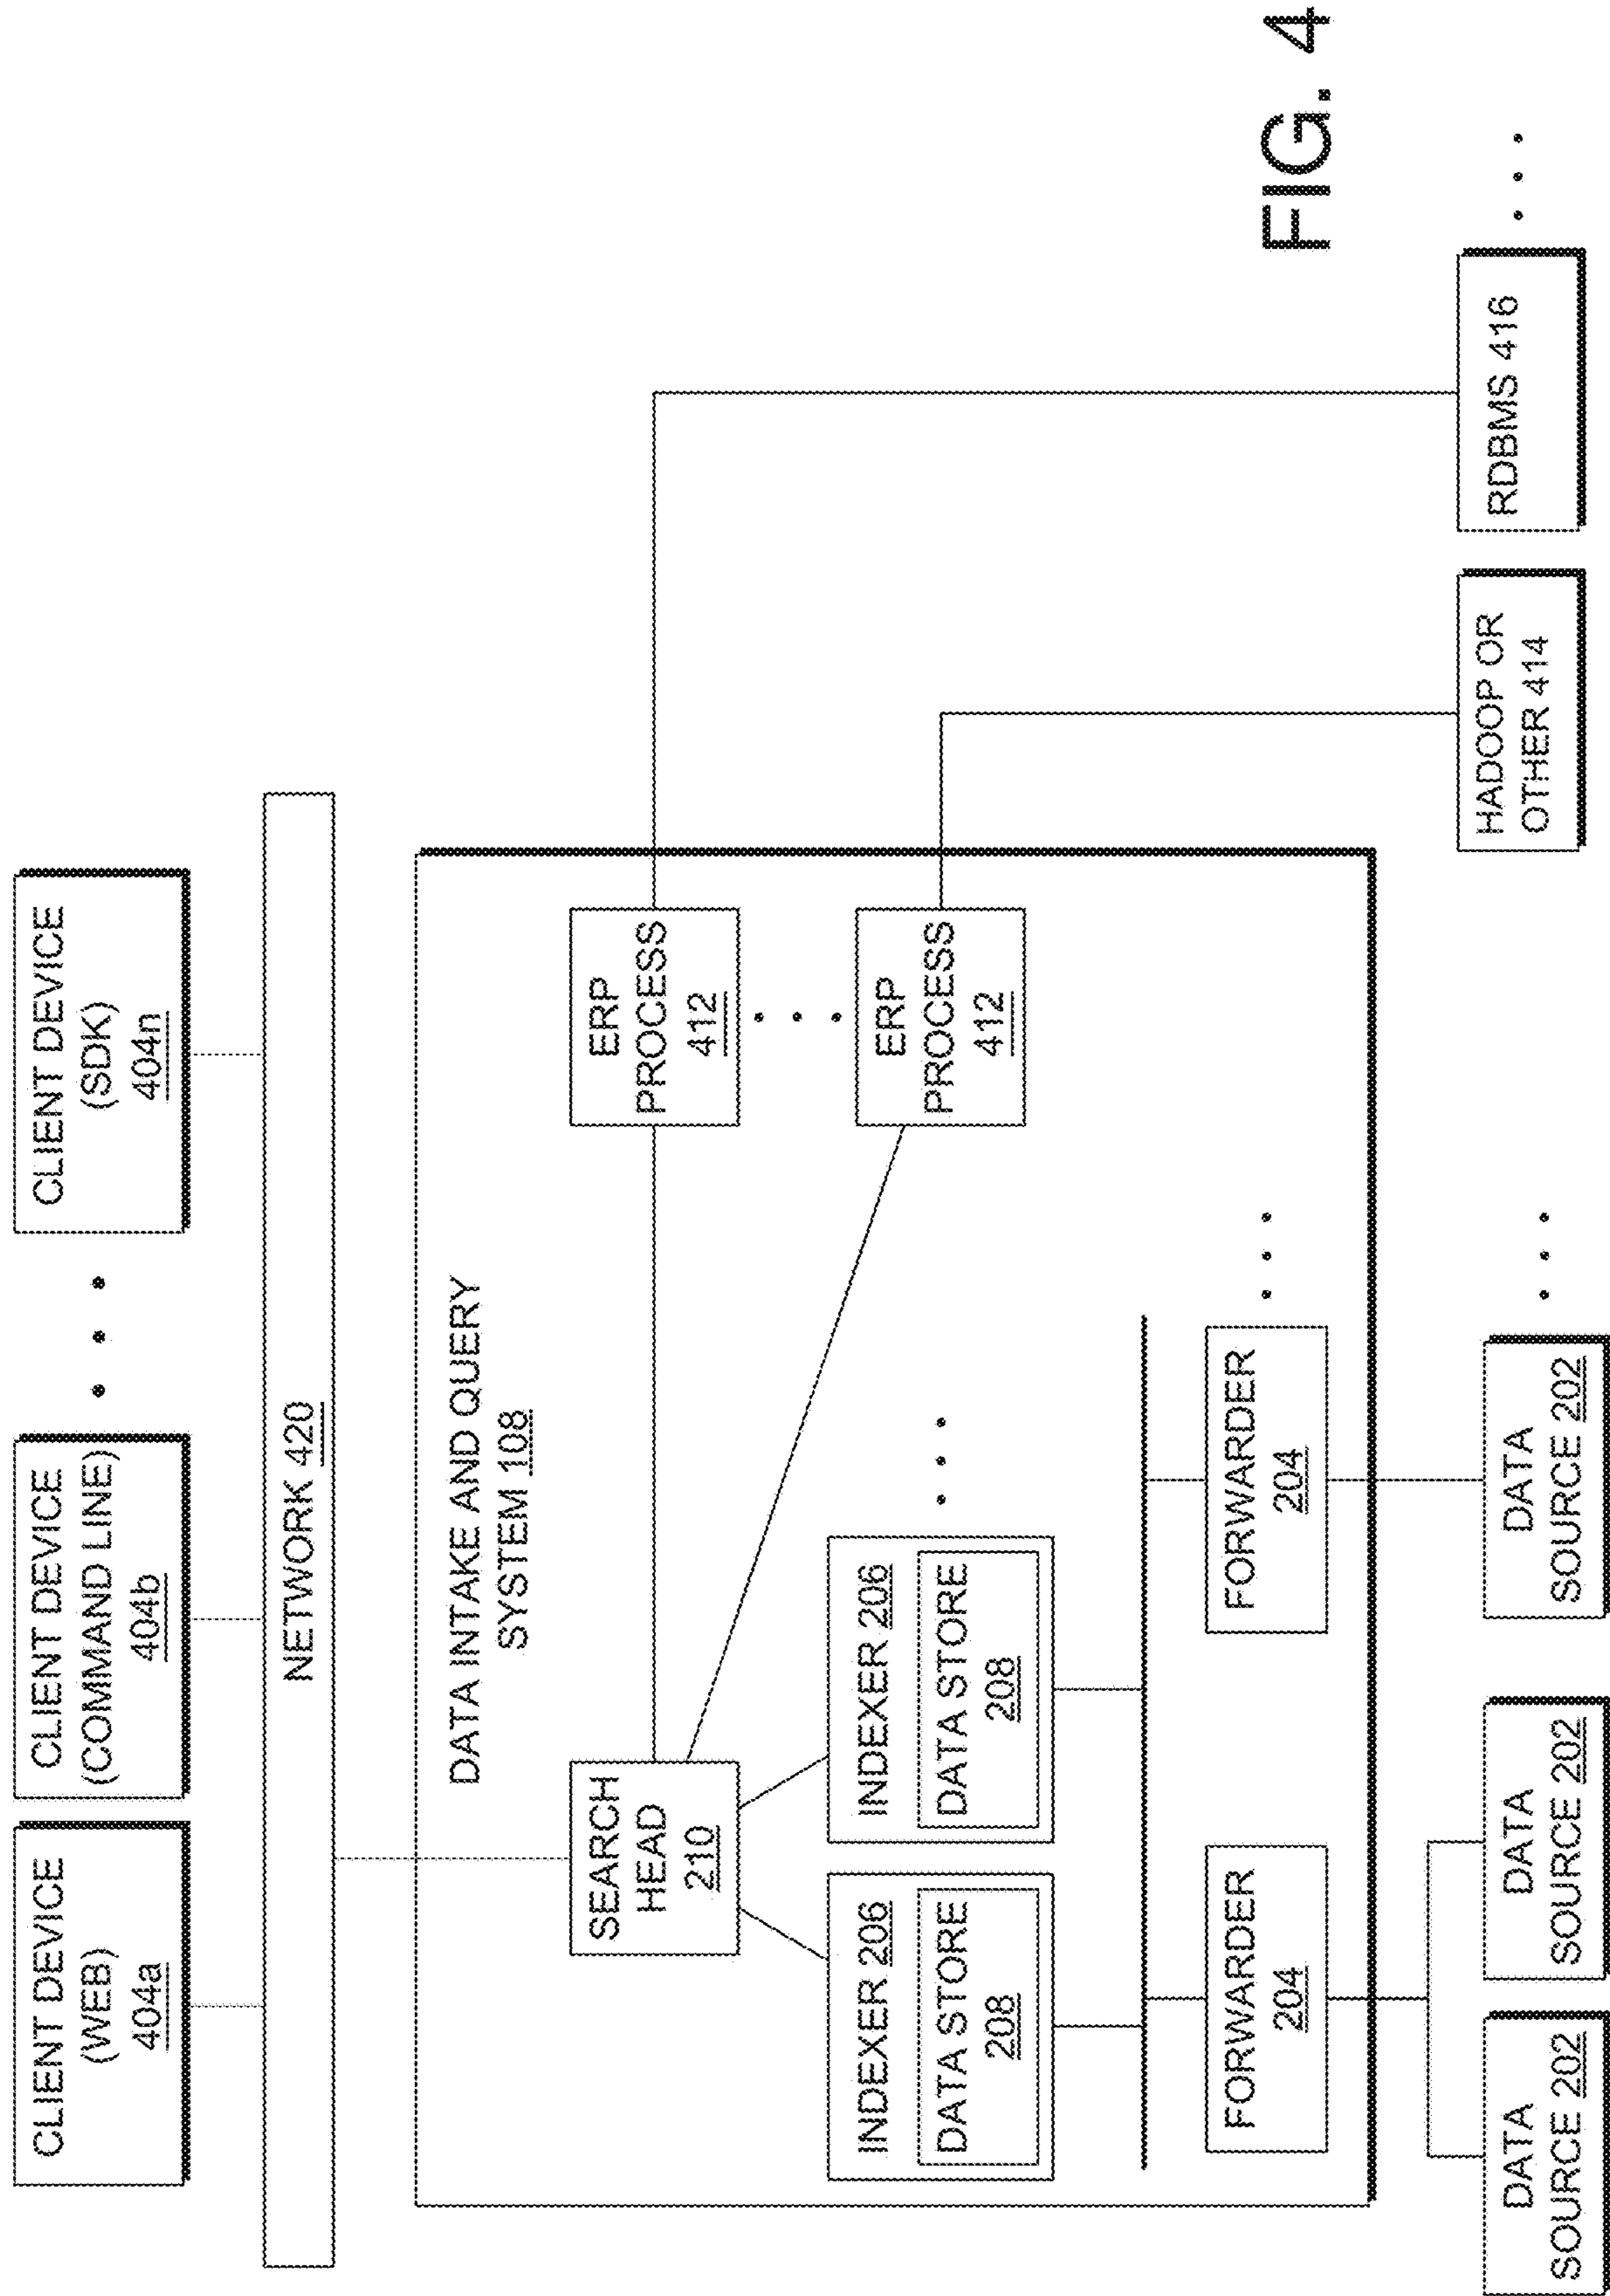 CLIENT DEVICE
(WEB)
404a
CLIENT DEVICE
(COMMAND LINE)
404b
CLIENT DEVICE
(SDK)
404n
NETWORK 420
DATA INTAKE AND QUERY
SYSTEM 108
SEARCH
HEAD
210
ERP
PROCESS
412
ERP
PROCESS
412
INDEXER 206
DATA STORE
208
INDEXER 206
DATA STORE
208
FORWARDER
204
FORWARDER
204
DATA
SOURCE 202
DATA
SOURCE 202
DATA
SOURCE 202
HADOOP OR
OTHER 414
RDBMS 416
FIG. 4